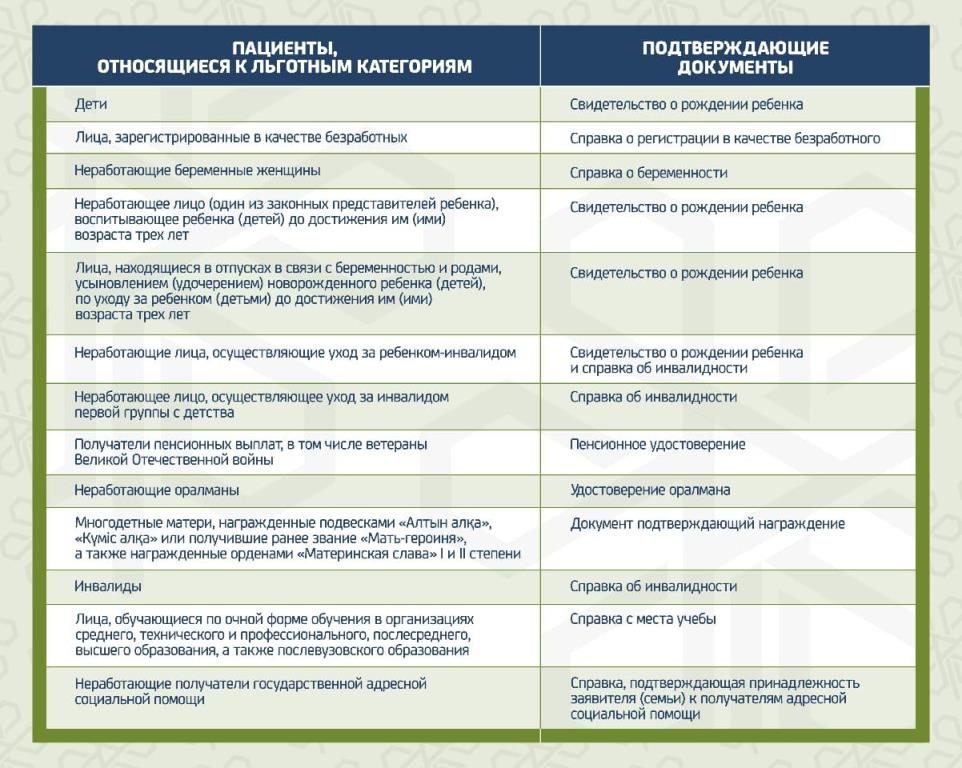 ПАЦИЕНТЫ,
ОТНОСЯЩИЕСЯ К ЛЬГОТНЫМ КАТЕГОРИЯМ
ПОДТВЕРЖДАЮЩИЕ
ДОКУМЕНТЫ
Дети
Свидетельство о рождении ребенка
Лица, зарегистрированные в качестве безработных
Справка о регистрации в качестве безработного
Неработающие беременные женщины
Справка о беременности
Неработающее лицо (один из законных представителей ребенка),
воспитывающее ребенка (детей) до достижения им (ими)
возраста трех лет
Свидетельство о рождении ребенка
Лица, находящиеся в отпусках в связи с беременностью и родами,
усыновлением (удочерением) новорожденного ребенка (детей),
по уходу за ребенком (детьми) до достижения им (ими)
возраста трех лет
Свидетельство о рождении ребенка
Неработающие лица, осуществляющие уход за ребенком-инвалидом
Свидетельство о рождении ребенка
и справка об инвалидности
Неработающее лицо, осуществляющее уход за инвалидом
первой группы с детства
Справка об инвалидности
Получатели пенсионных выплат, в том числе ветераны
Великой Отечественной войны
Пенсионное удостоверение
Неработающие оралманы
Удостоверение оралмана
Многодетные матери, награжденные подвесками «Алтын алқа»,
«Күміс алқа» или получившие ранее звание «Мать-героиня»,
а также награжденные орденами «Материнская слава» I и II степени
Документ подтверждающий награждение
Инвалиды
Справка об инвалидности
Лица, обучающиеся по очной форме обучения в организациях
среднего, технического и профессионального, послесреднего,
высшего образования, а также послевузовского образования
Справка с места учебы
Неработающие получатели государственной адресной
социальной помощи
Справка, подтверждающая принадлежность
заявителя (семьи) к получателям адресной
социальной помощи